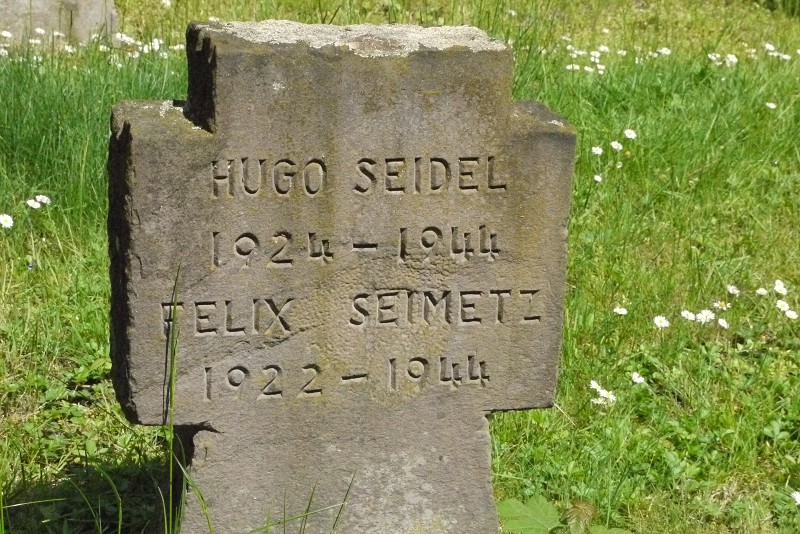 HUGO SEIDEL
1924 – 1944
FELIX SEIMETZ
1922 – 1944